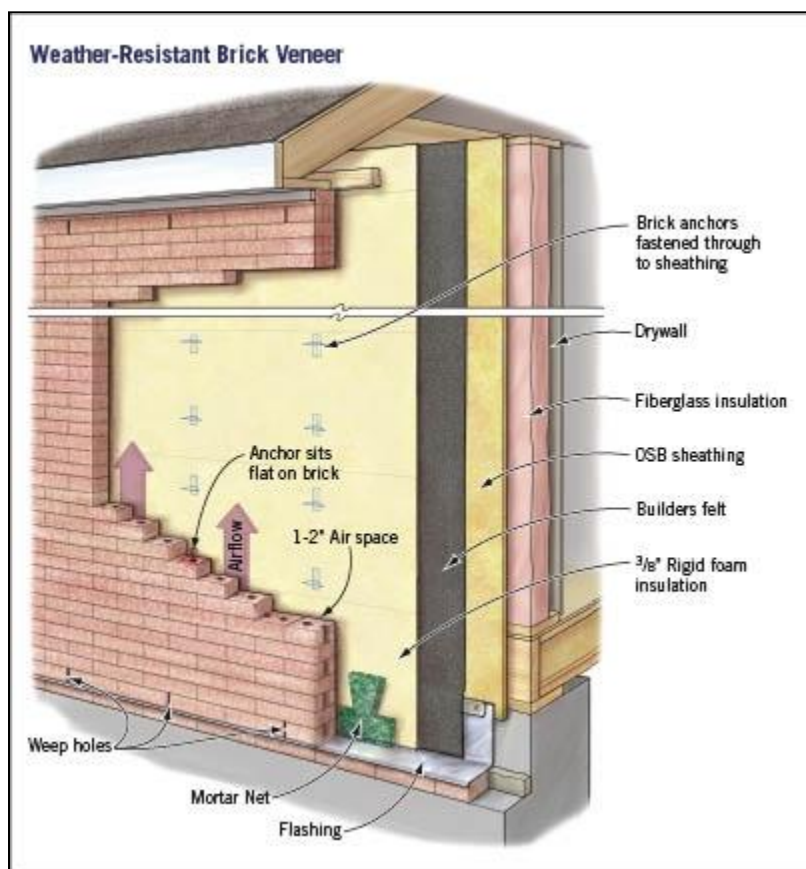 Weather-Resistant Brick Veneer
Brick anchors
fastened through
to sheathing
Drywall
Fiberglass insulation
Anchor sits
flat on brick
OSB sheathing
Builders felt
1-2" Air space
Airflow
3/8" Rigid foam
insulation
Weep holes
Mortar Net
Flashing